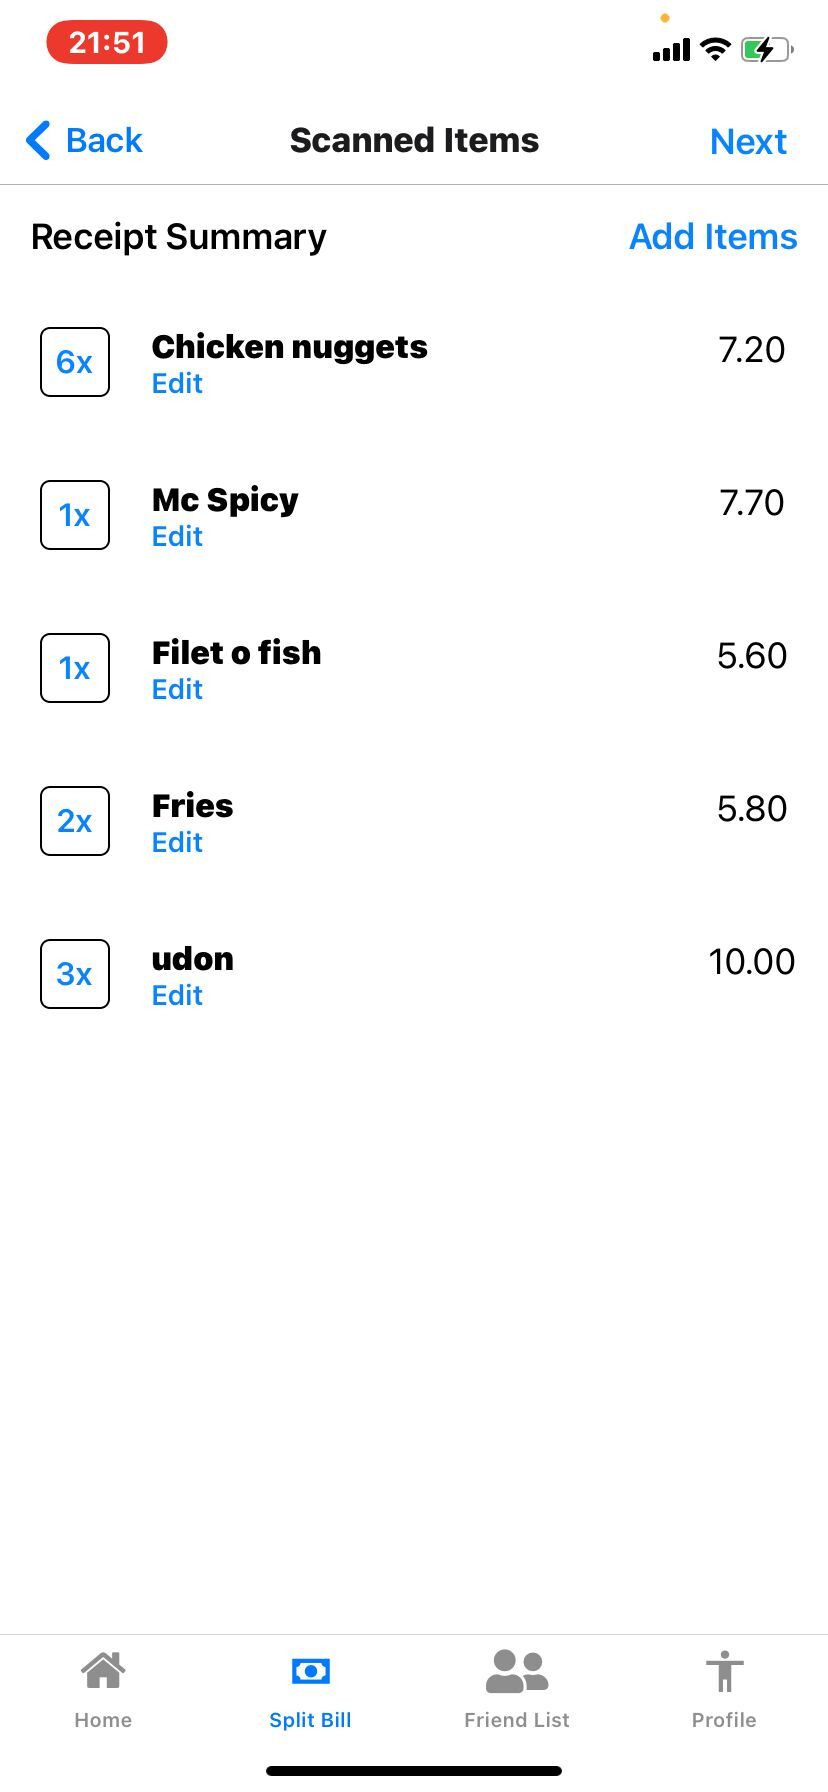 21:51
Back
Scanned Items
Next
Receipt Summary
Add Items
6x
Chicken nuggets
7.20
Edit
1x
Mc Spicy
7.70
Edit
1x
Filet o fish
5.60
Edit
2x
Fries
5.80
Edit
3x
udon
10.00
Edit
Home
Split Bill
Friend List
Profile